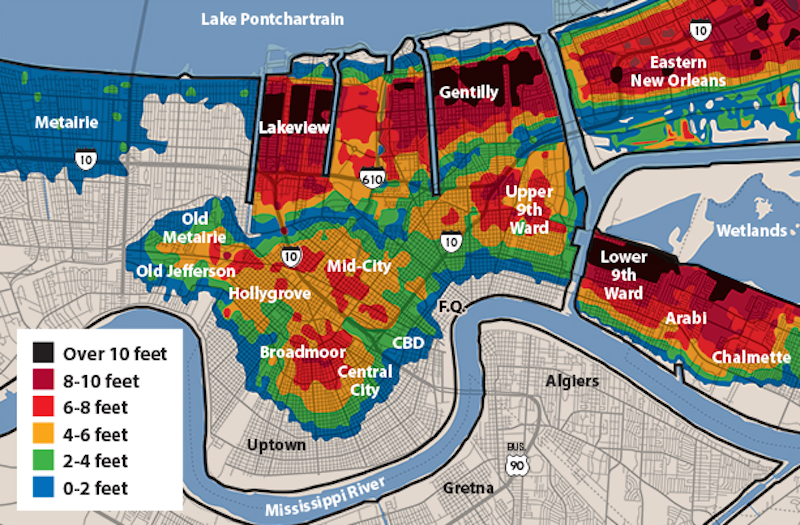 Lake Pontchartrain
10
Eastern
New Orleans
Metairie
10
Lakeview
Gentilly
610
Upper
9th
Ward
Old
Metairie
Old Jefferson
10
Mid-City
10
Hollygrove
Wetlands
Lower
9th
Ward
Arabi
Chalmette
F.Q.
Broadmoor
CBD
Central
City
Algiers
Uptown
BUS
90
Gretna
Mississippi River
Over 10 feet
8-10 feet
6-8 feet
4-6 feet
2-4 feet
0-2 feet